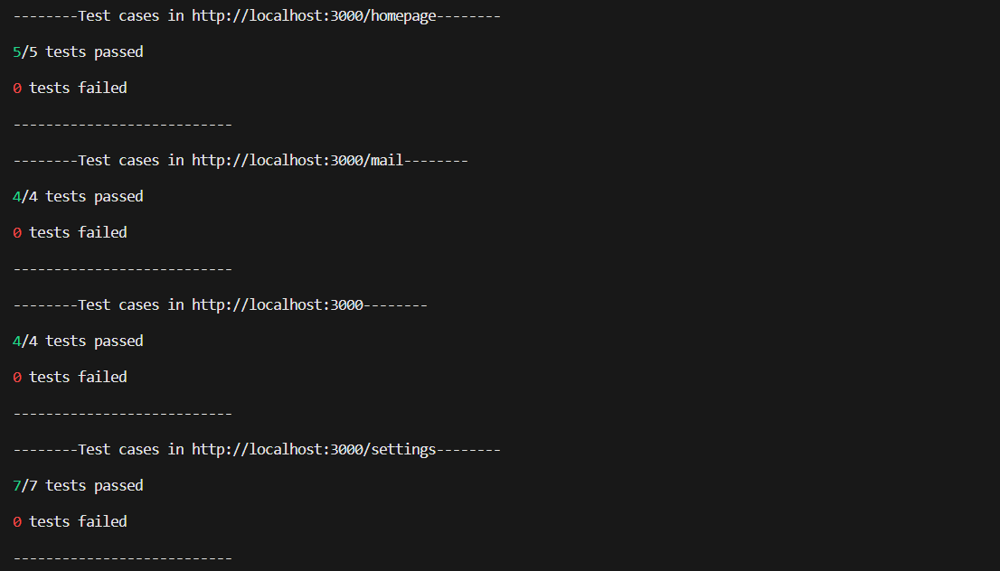 --------Test cases in http://localhost:3000/homepage--------
5/5 tests passed
0 tests failed
---------------------------
--------Test cases in http://localhost:3000/mail--------
4/4 tests passed
0 tests failed
---------------------------
--------Test cases in http://localhost:3000--------
4/4 tests passed
0 tests failed
---------------------------
--------Test cases in http://localhost:3000/settings--------
7/7 tests passed
0 tests failed
---------------------------